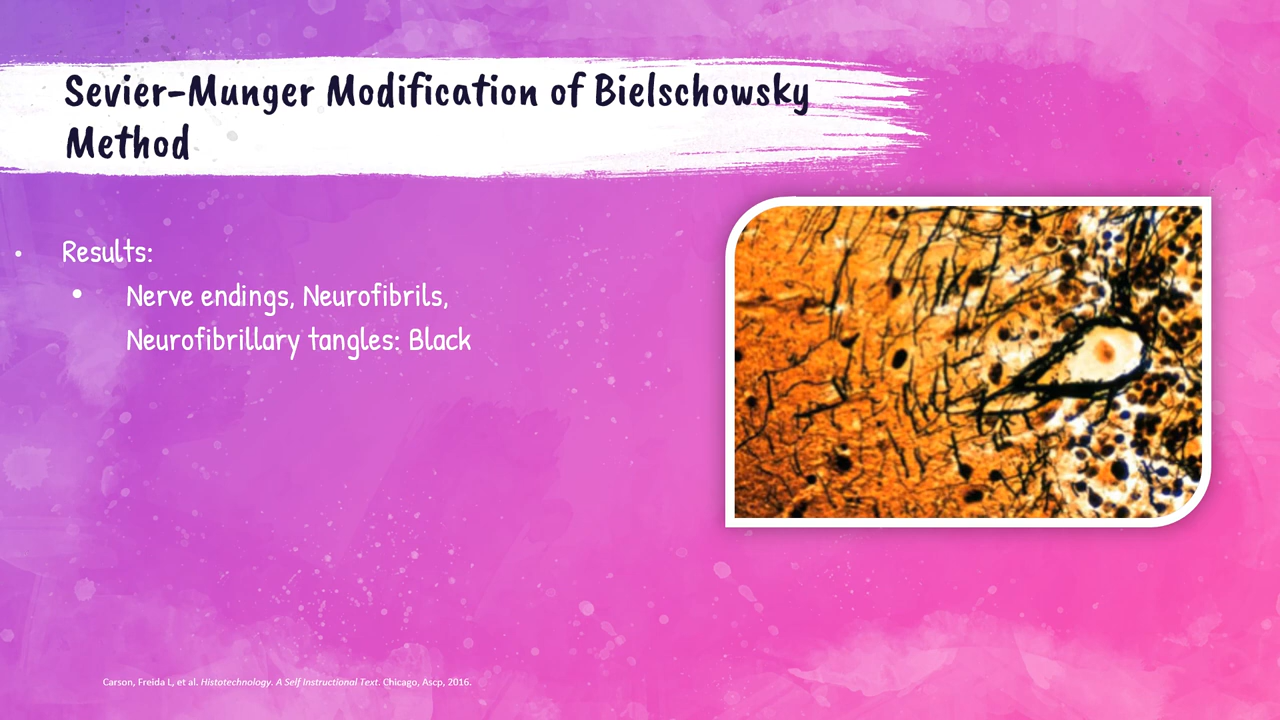 Sevier-Munger Modification of Bielschowsky
Method
• Results:
• Nerve endings, Neurofibrils,
Neurofibrillary tangles: Black
Carson, Freida L, et al. Histotechnology. A Self Instructional Text. Chicago, Ascp, 2016.